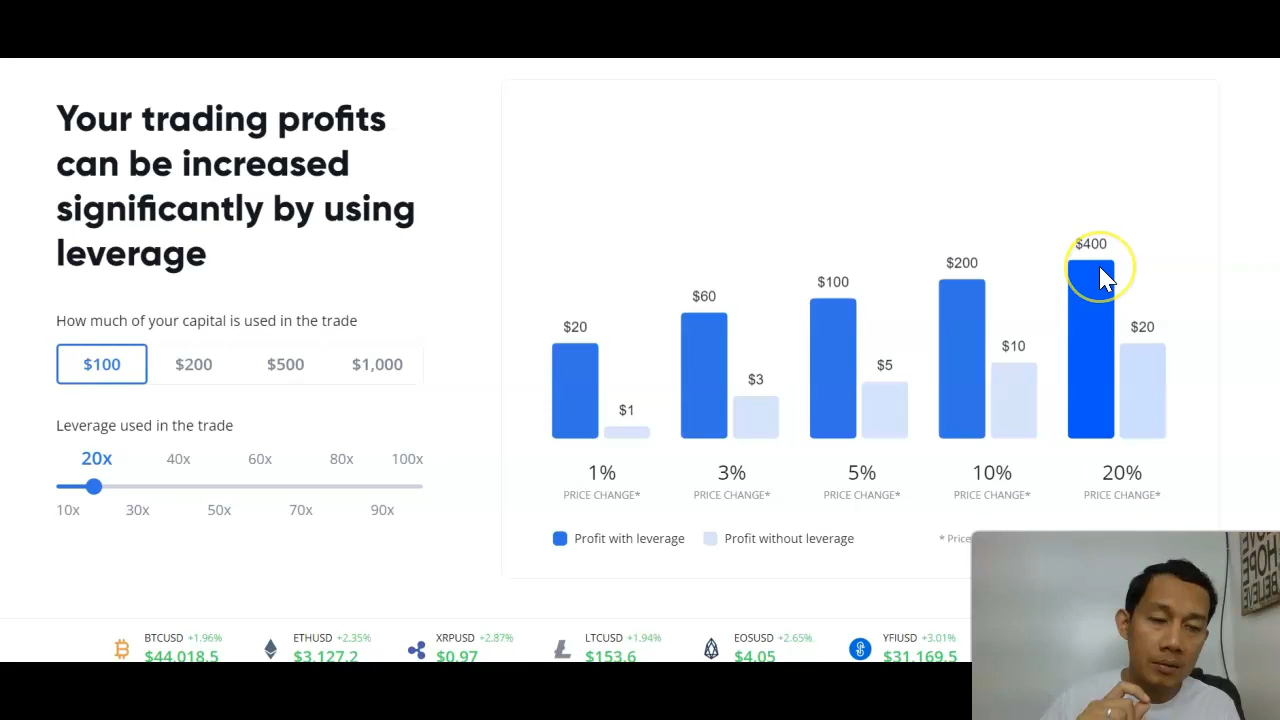 Your trading profits
can be increased
significantly by using
leverage
How much of your capital is used in the trade
$100 $200 $500 $1,000
Leverage used in the trade
20x 40x 60x 80x 100x
10x 30x 50x 70x 90x
$20 $1 $60 $3 $100 $5 $200 $10 $400 $20
1% 3% 5% 10% 20%
PRICE CHANGE* PRICE CHANGE* PRICE CHANGE* PRICE CHANGE* PRICE CHANGE*
Profit with leverage Profit without leverage * Price
BTCUSD +1.96% ETHUSD +2.35% XRPUSD +2.87% LTCUSD +1.94% EOSUSD +2.65% YFIUSD +3.01%
$44,018.5 $3,127.2 $0.97 $153.6 $4.05 $31,169.5